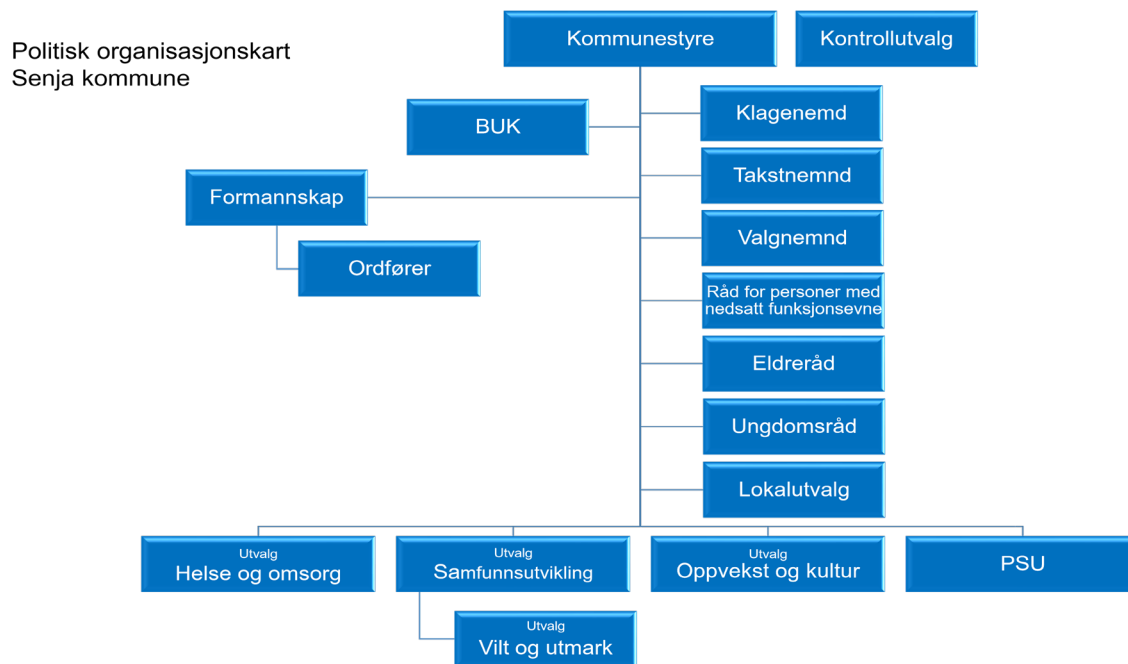 Politisk organisasjonskart
Senja kommune
Kommunestyre
Kontrollutvalg
BUK
Klagenemd
Takstnemnd
Formannskap
Valgnemnd
Ordfører
Råd for personer med
nedsatt funksjonsevne
Eldreråd
Ungdomsråd
Lokalutvalg
Utvalg
Helse og omsorg
Utvalg
Samfunnsutvikling
Utvalg
Oppvekst og kultur
PSU
Utvalg
Vilt og utmark